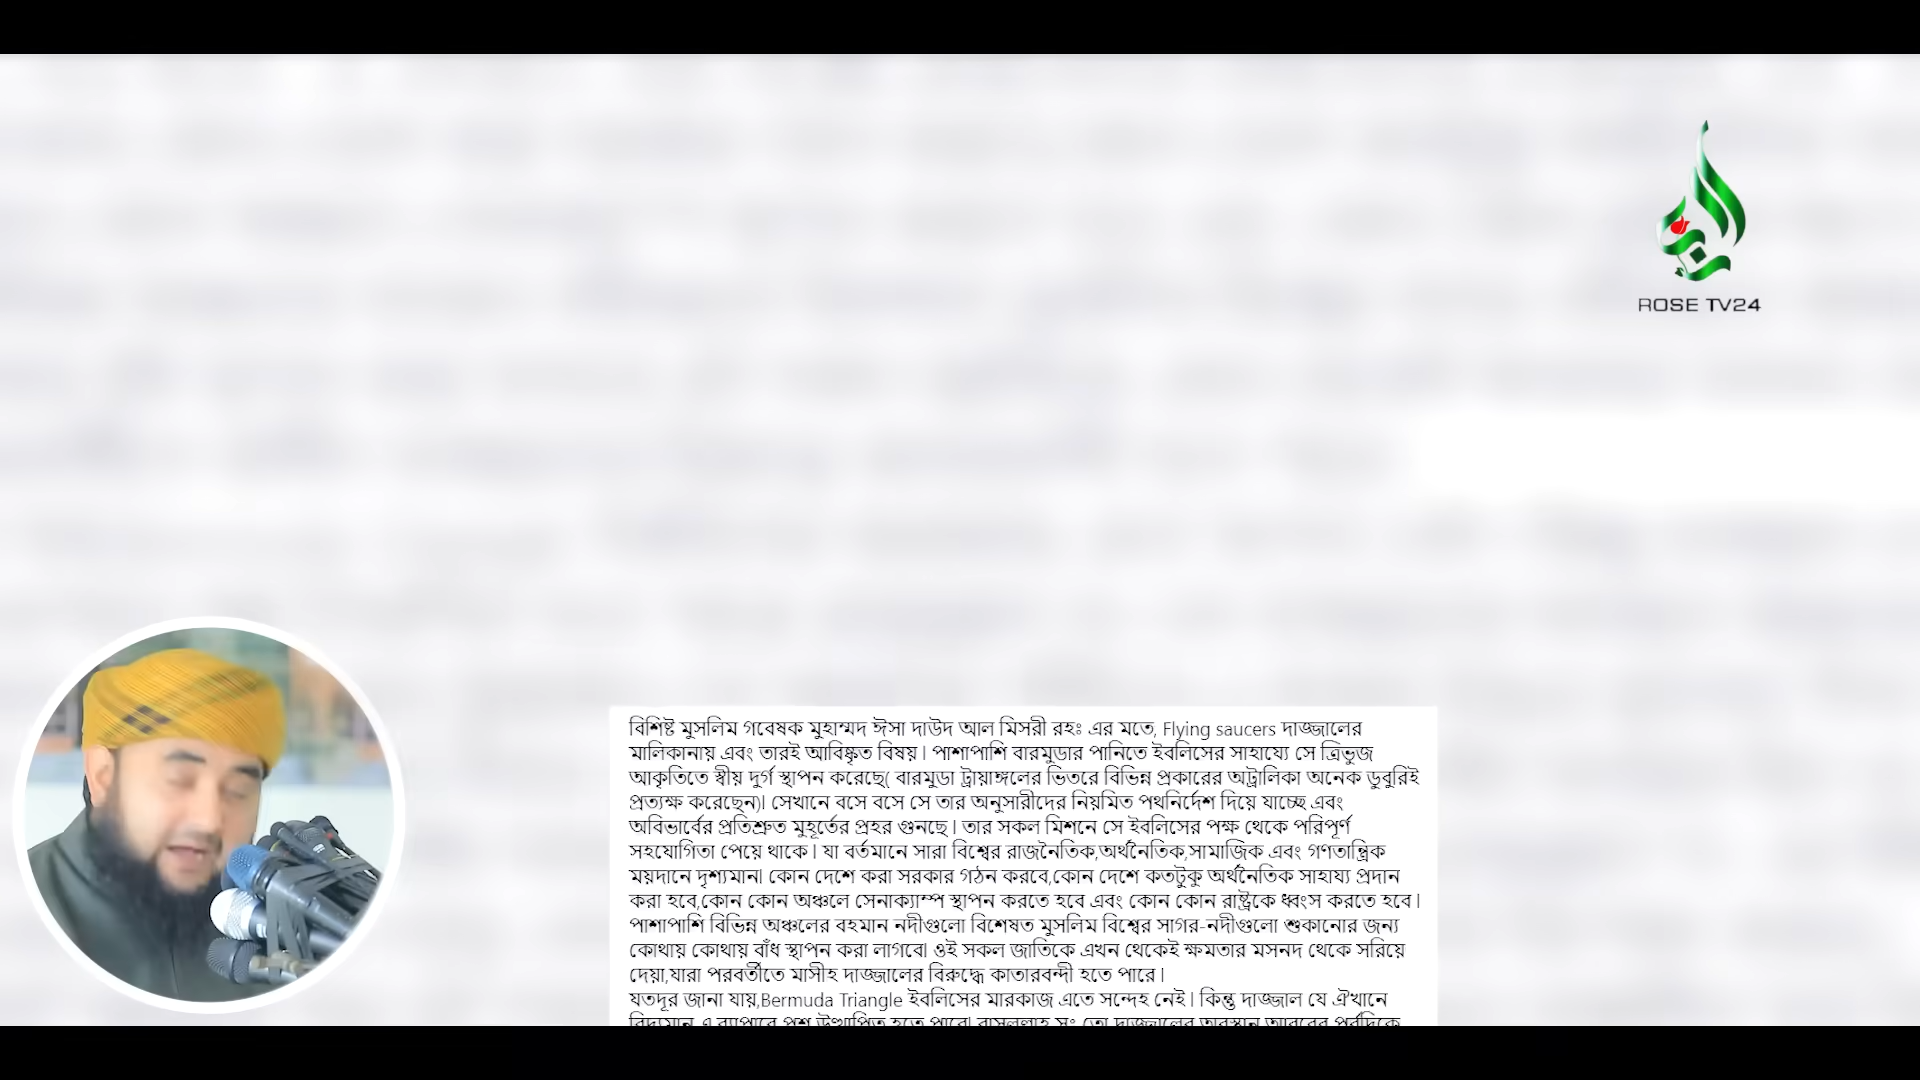 ROSE TV24
বিশিষ্ট মুসলিম গবেষক মুহাম্মদ ঈসা দাউদ আল মিসরী রহঃ এর মতে, Flying saucers দাজ্জালের
মালিকানায় এবং তারই আবিষ্কৃত বিষয়। পাশাপাশি বারমুডার পানিতে ইবলিসের সাহায্যে সে ত্রিভুজ
আকৃতিতে স্বীয় দুর্গ স্থাপন করেছে( বারমুডা ট্রায়াঙ্গলের ভিতরে বিভিন্ন প্রকারের অট্রালিকা অনেক ডুবুরিই
প্রত্যক্ষ করেছেন)। সেখানে বসে বসে সে তার অনুসারীদের নিয়মিত পথনির্দেশ দিয়ে যাচ্ছে এবং
অবিভার্বের প্রতিশ্রুত মুহূর্তের প্রহর গুনছে। তার সকল মিশনে সে ইবলিসের পক্ষ থেকে পরিপূর্ণ
সহযোগিতা পেয়ে থাকে। যা বর্তমানে সারা বিশ্বের রাজনৈতিক,অর্থনৈতিক,সামাজিক এবং গণতান্ত্রিক
ময়দানে দৃশ্যমান। কোন দেশে করা সরকার গঠন করবে,কোন দেশে কতটুকু অর্থনৈতিক সাহায্য প্রদান
করা হবে,কোন কোন অঞ্চলে সেনাক্যাম্প স্থাপন করতে হবে এবং কোন কোন রাষ্ট্রকে ধ্বংস করতে হবে।
পাশাপাশি বিভিন্ন অঞ্চলের বহমান নদীগুলো বিশেষত মুসলিম বিশ্বের সাগর-নদীগুলো শুকানোর জন্য
কোথায় কোথায় বাঁধ স্থাপন করা লাগবে। ওই সকল জাতিকে এখন থেকেই ক্ষমতার মসনদ থেকে সরিয়ে
দেয়া,যারা পরবর্তীতে মাসীহ দাজ্জালের বিরুদ্ধে কাতারবন্দী হতে পারে।
যতদূর জানা যায়,Bermuda Triangle ইবলিসের মারকাজ এতে সন্দেহ নেই। কিন্তু দাজ্জাল যে ঐখানে